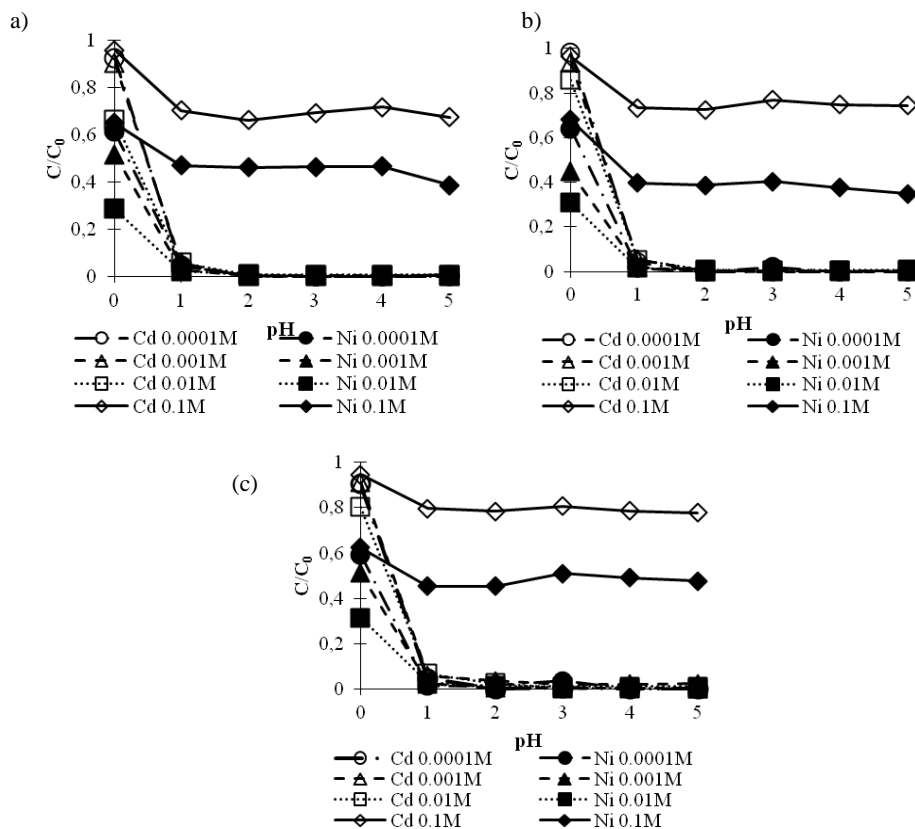 a)
1
0,8
0,6
0,4
0,2
0
C/C0
0 1 2 3 4 5
pH
Cd 0.0001M Ni 0.0001M
Cd 0.001M Ni 0.001M
Cd 0.01M Ni 0.01M
Cd 0.1M Ni 0.1M
b)
1
0,8
0,6
0,4
0,2
0
C/C0
0 1 2 3 4 5
pH
Cd 0.0001M Ni 0.0001M
Cd 0.001M Ni 0.001M
Cd 0.01M Ni 0.01M
Cd 0.1M Ni 0.1M
(c)
1
0,8
0,6
0,4
0,2
0
C/C0
0 1 2 3 4 5
pH
Cd 0.0001M Ni 0.0001M
Cd 0.001M Ni 0.001M
Cd 0.01M Ni 0.01M
Cd 0.1M Ni 0.1M